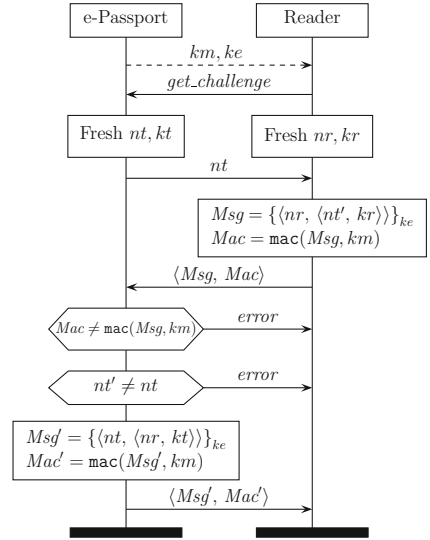 e-Passport Reader
km, ke
get_challenge
Fresh nt, kt Fresh nr, kr
nt
Msg = {⟨nr, ⟨nt′, kr⟩⟩}ke
Mac = mac(Msg, km)
⟨Msg, Mac⟩
Mac ≠ mac(Msg, km) error
nt′ ≠ nt error
Msg′ = {⟨nt, ⟨nr, kt⟩⟩}ke
Mac′ = mac(Msg′, km)
⟨Msg′, Mac′⟩